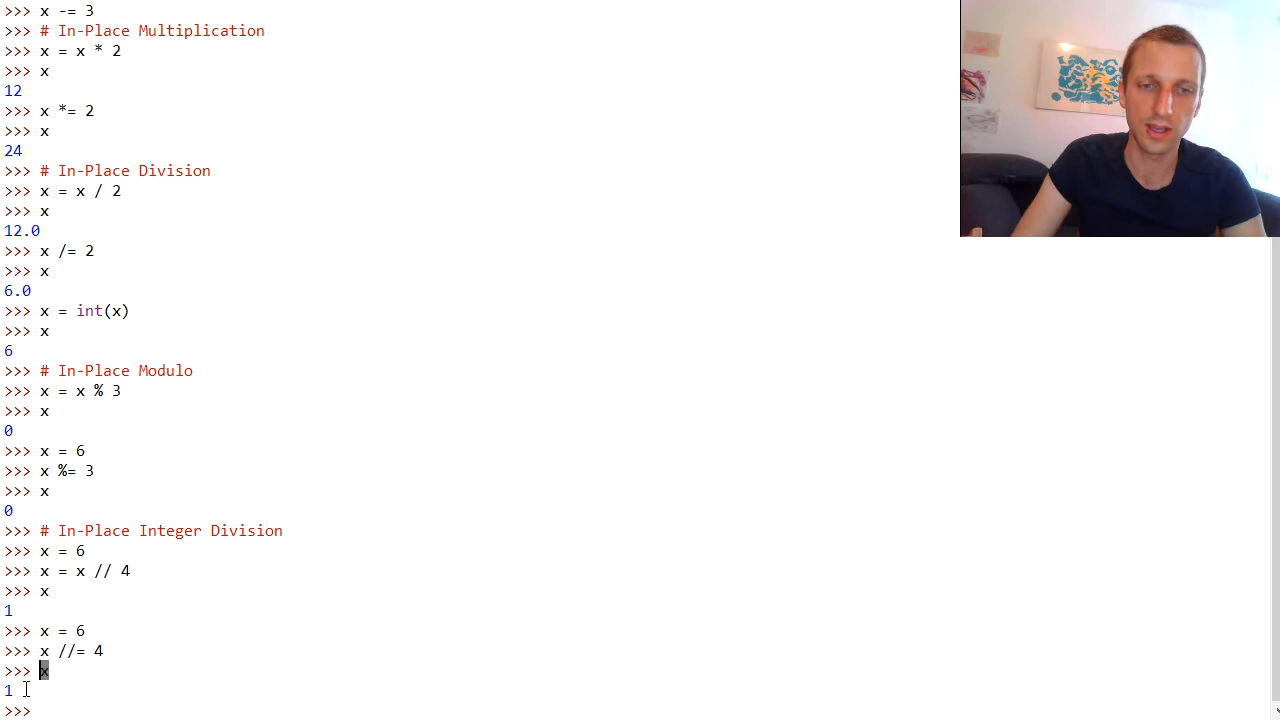 >>> x -= 3
>>> # In-Place Multiplication
>>> x = x * 2
>>> x
12
>>> x *= 2
>>> x
24
>>> # In-Place Division
>>> x = x / 2
>>> x
12.0
>>> x /= 2
>>> x
6.0
>>> x = int(x)
>>> x
6
>>> # In-Place Modulo
>>> x = x % 3
>>> x
0
>>> x = 6
>>> x %= 3
>>> x
0
>>> # In-Place Integer Division
>>> x = 6
>>> x = x // 4
>>> x
1
>>> x = 6
>>> x //= 4
>>> x
1
>>>